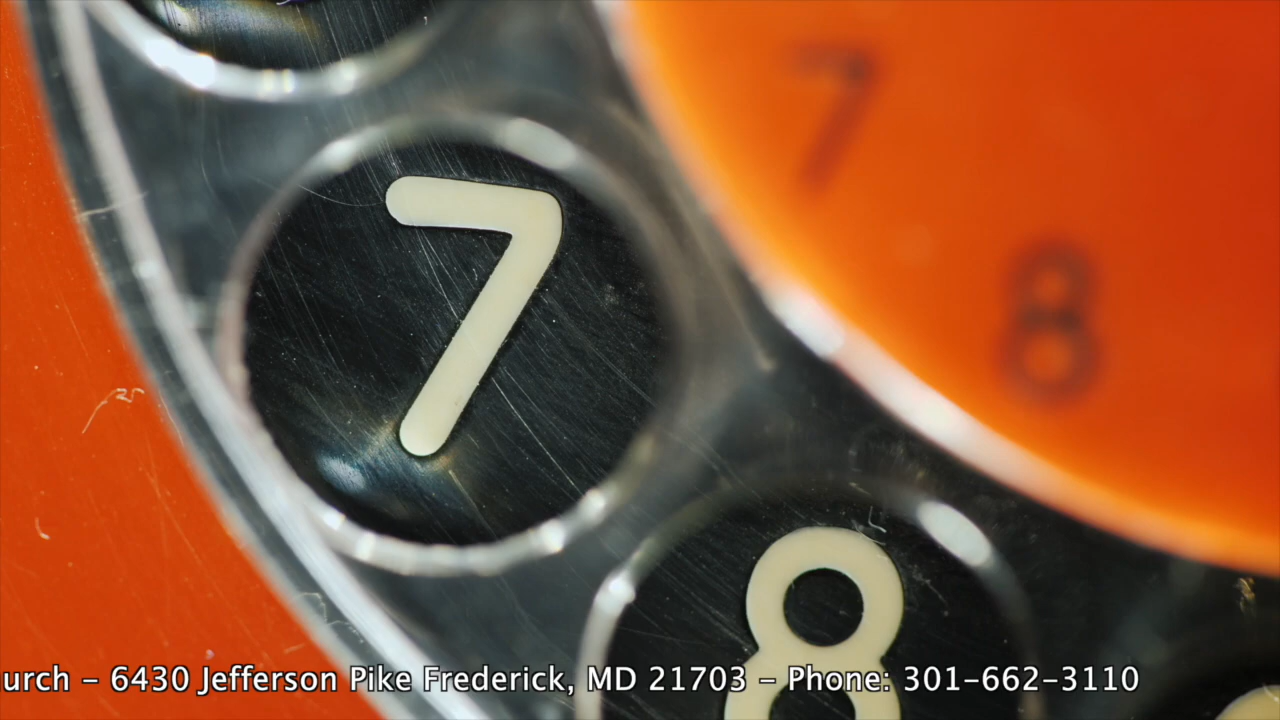 7
7
8
8
urch – 6430 Jefferson Pike Frederick, MD 21703 – Phone: 301-662-3110